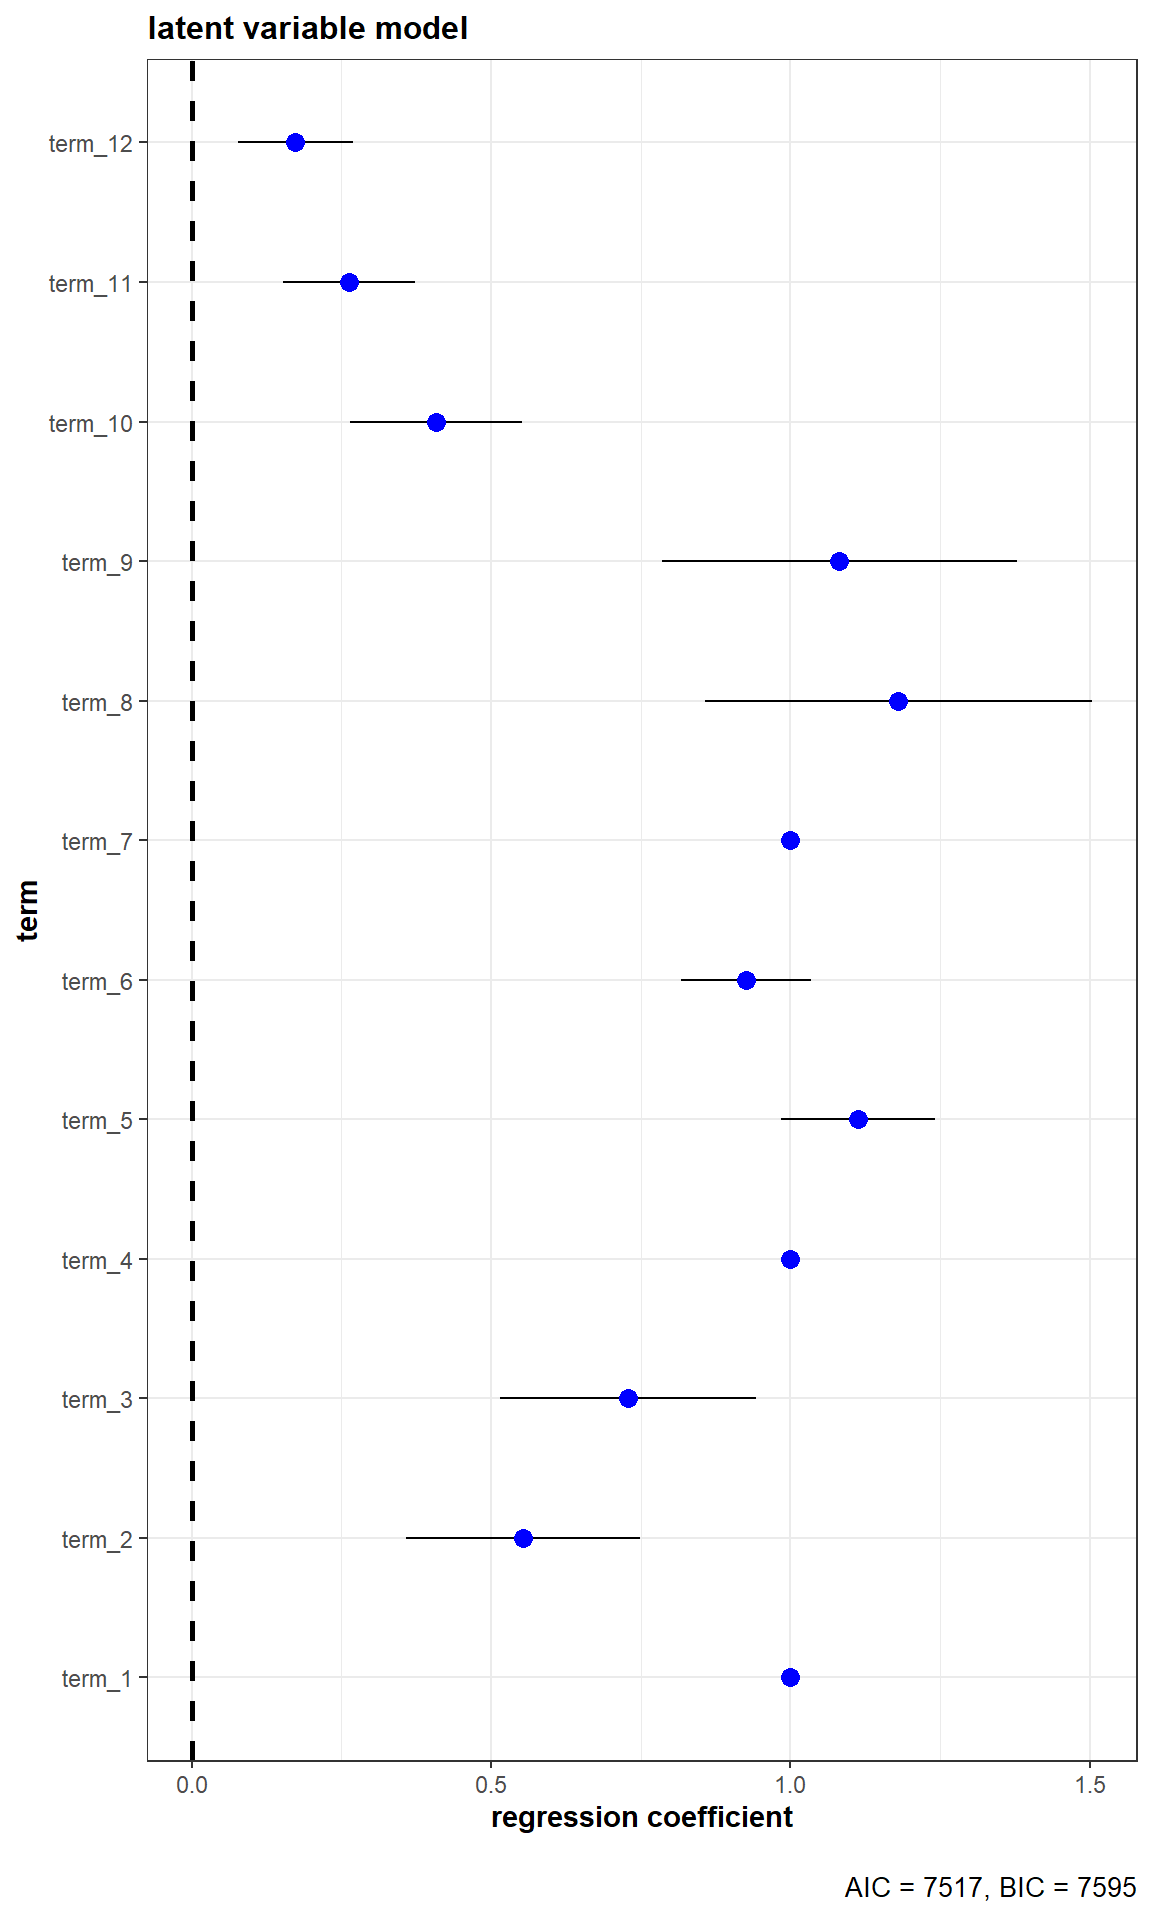 latent variable model
term_12
term_11
term_10
term_9
term_8
term_7
term_6
term_5
term_4
term_3
term_2
term_1
term
0.0 0.5 1.0 1.5
regression coefficient
AIC = 7517, BIC = 7595